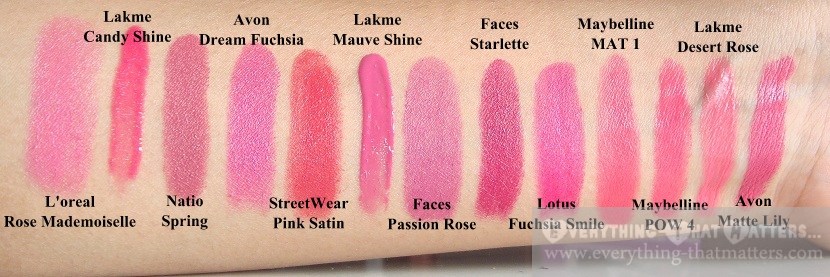 Lakme
Candy Shine
Avon
Dream Fuchsia
Lakme
Mauve Shine
Faces
Starlette
Maybelline
MAT 1
Lakme
Desert Rose
L'oreal
Rose Mademoiselle
Natio
Spring
StreetWear
Pink Satin
Faces
Passion Rose
Lotus
Fuchsia Smile
Maybelline
POW 4
Avon
Matte Lily
Everything That Matters...
www.everything-thatmatters.com